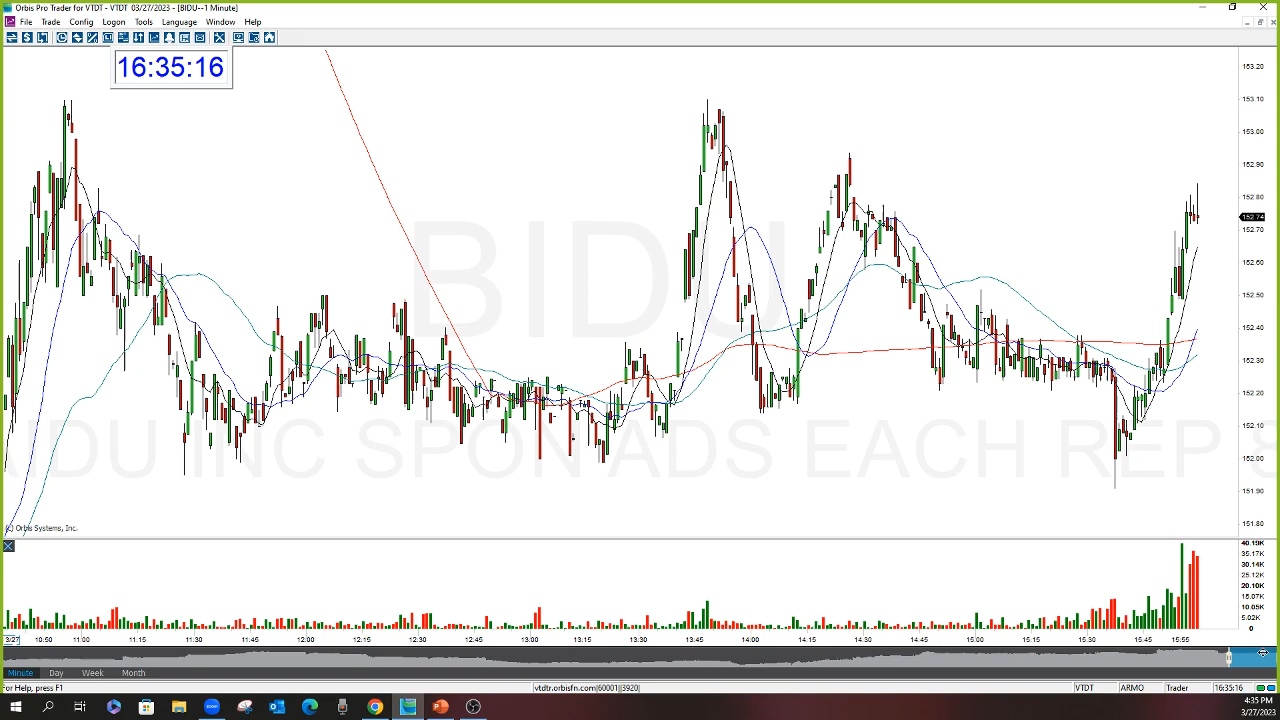 Orbis Pro Trader for VTDT - VTDT 03/27/2023 - [BIDU--1 Minute]
File Trade Config Logon Tools Language Window Help
16:35:16
153.20
153.10
153.00
152.90
152.80
152.74
152.70
152.60
152.50
152.40
152.30
152.20
152.10
152.00
151.90
151.80
BIDU
DU INC SPON ADS EACH REP 8
(c) Orbis Systems, Inc.
40.19K
35.17K
30.14K
25.12K
20.10K
15.07K
10.05K
5.02K
0
3/27 10:50 11:00 11:15 11:30 11:45 12:00 12:15 12:30 12:45 13:00 13:15 13:30 13:45 14:00 14:15 14:30 14:45 15:00 15:15 15:30 15:45 15:55
Minute Day Week Month
For Help, press F1 vtdtr.orbisfn.com|60001||3920| VTDT ARMO Trader 16:35:16
zoom
4:35 PM
3/27/2023